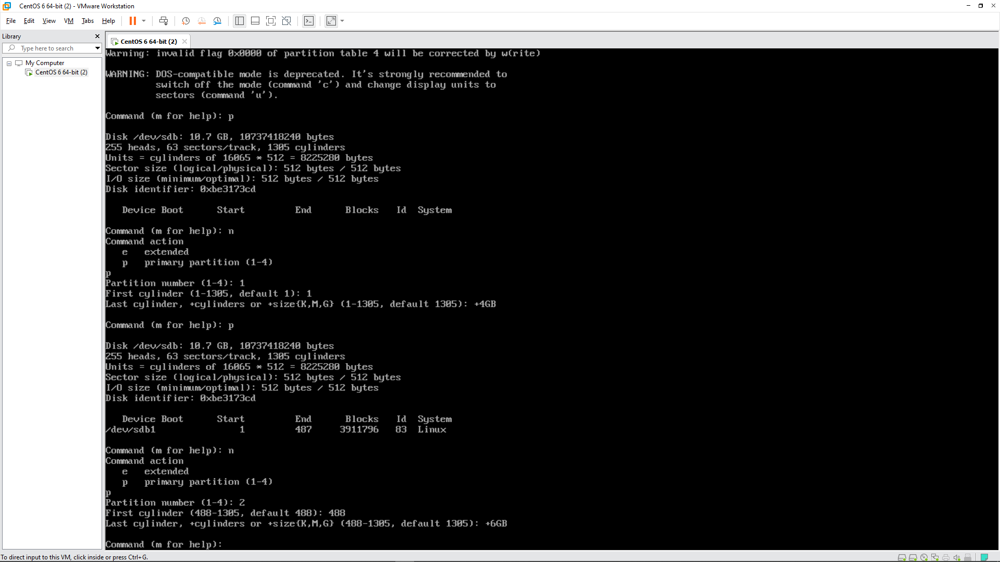 CentOS 6 64-bit (2) - VMware Workstation
File Edit View VM Tabs Help
Library
Type here to search
My Computer
CentOS 6 64-bit (2)
CentOS 6 64-bit (2)
Warning: invalid flag 0x0000 of partition table 4 will be corrected by w(rite)
WARNING: DOS-compatible mode is deprecated. It's strongly recommended to
switch off the mode (command 'c') and change display units to
sectors (command 'u').
Command (m for help): p
Disk /dev/sdb: 10.7 GB, 10737418240 bytes
255 heads, 63 sectors/track, 1305 cylinders
Units = cylinders of 16065 * 512 = 8225280 bytes
Sector size (logical/physical): 512 bytes / 512 bytes
I/O size (minimum/optimal): 512 bytes / 512 bytes
Disk identifier: 0xbe3173cd
Device Boot Start End Blocks Id System
Command (m for help): n
Command action
e extended
p primary partition (1-4)
p
Partition number (1-4): 1
First cylinder (1-1305, default 1): 1
Last cylinder, +cylinders or +size{K,M,G} (1-1305, default 1305): +4GB
Command (m for help): p
Disk /dev/sdb: 10.7 GB, 10737418240 bytes
255 heads, 63 sectors/track, 1305 cylinders
Units = cylinders of 16065 * 512 = 8225280 bytes
Sector size (logical/physical): 512 bytes / 512 bytes
I/O size (minimum/optimal): 512 bytes / 512 bytes
Disk identifier: 0xbe3173cd
Device Boot Start End Blocks Id System
/dev/sdb1 1 487 3911796 83 Linux
Command (m for help): n
Command action
e extended
p primary partition (1-4)
p
Partition number (1-4): 2
First cylinder (488-1305, default 488): 488
Last cylinder, +cylinders or +size{K,M,G} (488-1305, default 1305): +6GB
Command (m for help):
To direct input to this VM, click inside or press Ctrl+G.